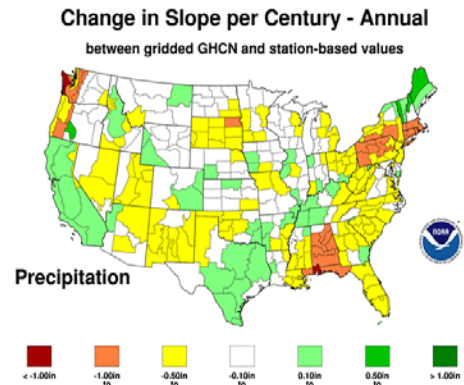 Change in Slope per Century - Annual
between gridded GHCN and station-based values
NOAA
Precipitation
< -1.00in -1.00in -0.50in -0.10in 0.10in 0.50in > 1.00in
to to to to to